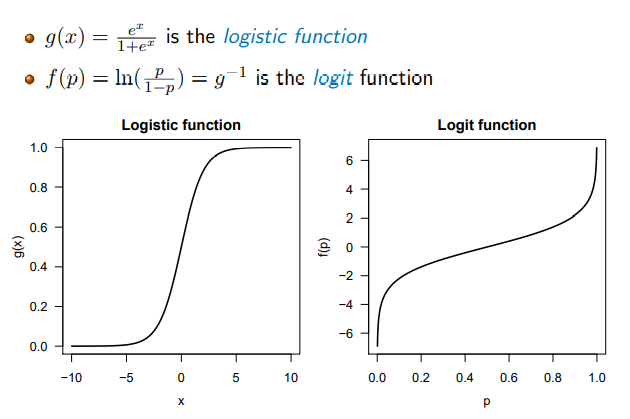 g(x) = e^x / 1+e^x is the logistic function
f(p) = ln(p / 1−p) = g^−1 is the logit function
Logistic function
1.0
0.8
0.6
0.4
0.2
0.0
g(x)
−10 −5 0 5 10
x
Logit function
6
4
2
0
−2
−4
−6
f(p)
0.0 0.2 0.4 0.6 0.8 1.0
p